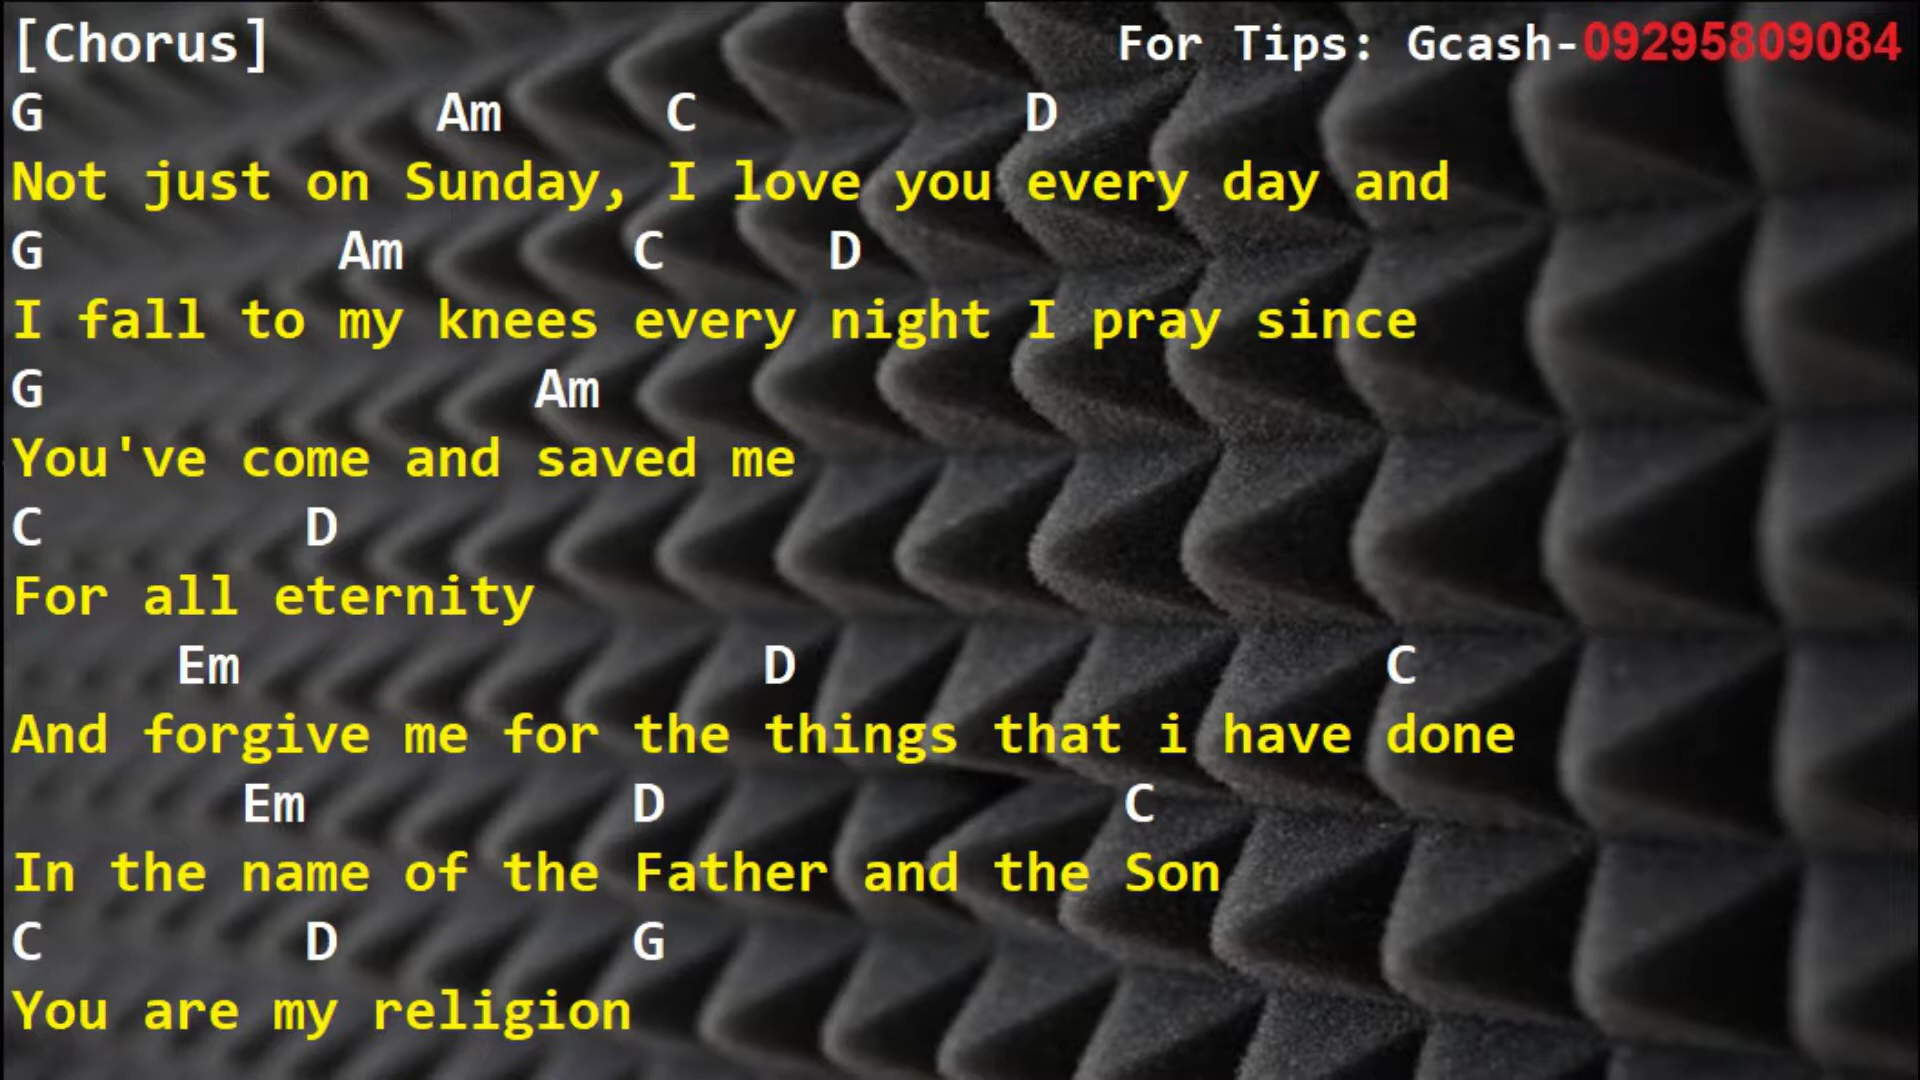 [Chorus] For Tips: Gcash-09295809084
G Am C D
Not just on Sunday, I love you every day and
G Am C D
I fall to my knees every night I pray since
G Am
You've come and saved me
C D
For all eternity
Em D C
And forgive me for the things that i have done
Em D C
In the name of the Father and the Son
C D G
You are my religion